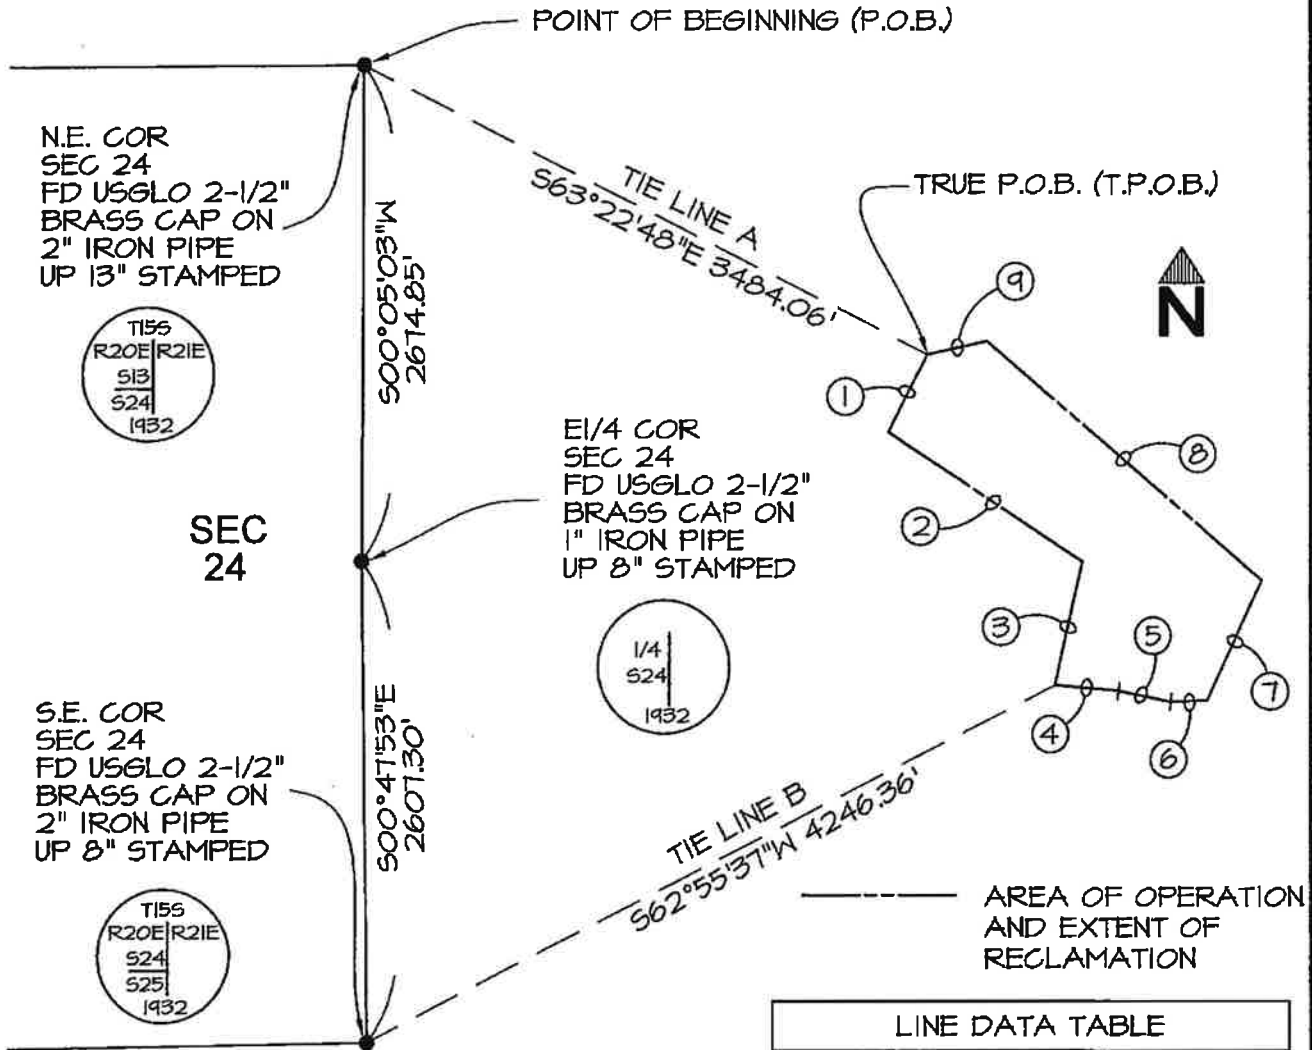 POINT OF BEGINNING (P.O.B.)
N.E. COR
SEC 24
FD USGLO 2-1/2"
BRASS CAP ON
2" IRON PIPE
UP 13" STAMPED
T15S
R20E R21E
S13
S24
1932
S00°05'03"W
2674.85'
TIE LINE A
S63°22'48"E 3484.06'
TRUE P.O.B. (T.P.O.B.)
N
9
1
8
2
3
5
4
6
7
E1/4 COR
SEC 24
FD USGLO 2-1/2"
BRASS CAP ON
1" IRON PIPE
UP 8" STAMPED
1/4
S24
1932
SEC
24
S.E. COR
SEC 24
FD USGLO 2-1/2"
BRASS CAP ON
2" IRON PIPE
UP 8" STAMPED
T15S
R20E R21E
S24
S25
1932
S00°47'53"E
2607.30'
TIE LINE B
S62°55'37"W 4246.36'
AREA OF OPERATION
AND EXTENT OF
RECLAMATION
LINE DATA TABLE